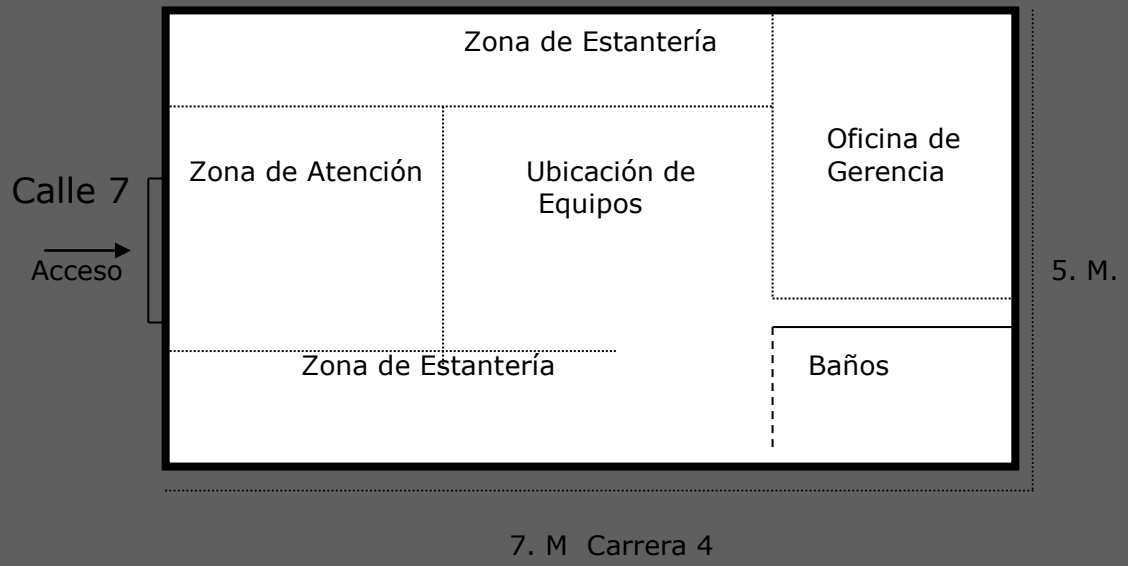 Zona de Estantería
Oficina de
Gerencia
Zona de Atención
Ubicación de
Equipos
Calle 7
Acceso
5. M.
Zona de Estantería
Baños
7. M  Carrera 4